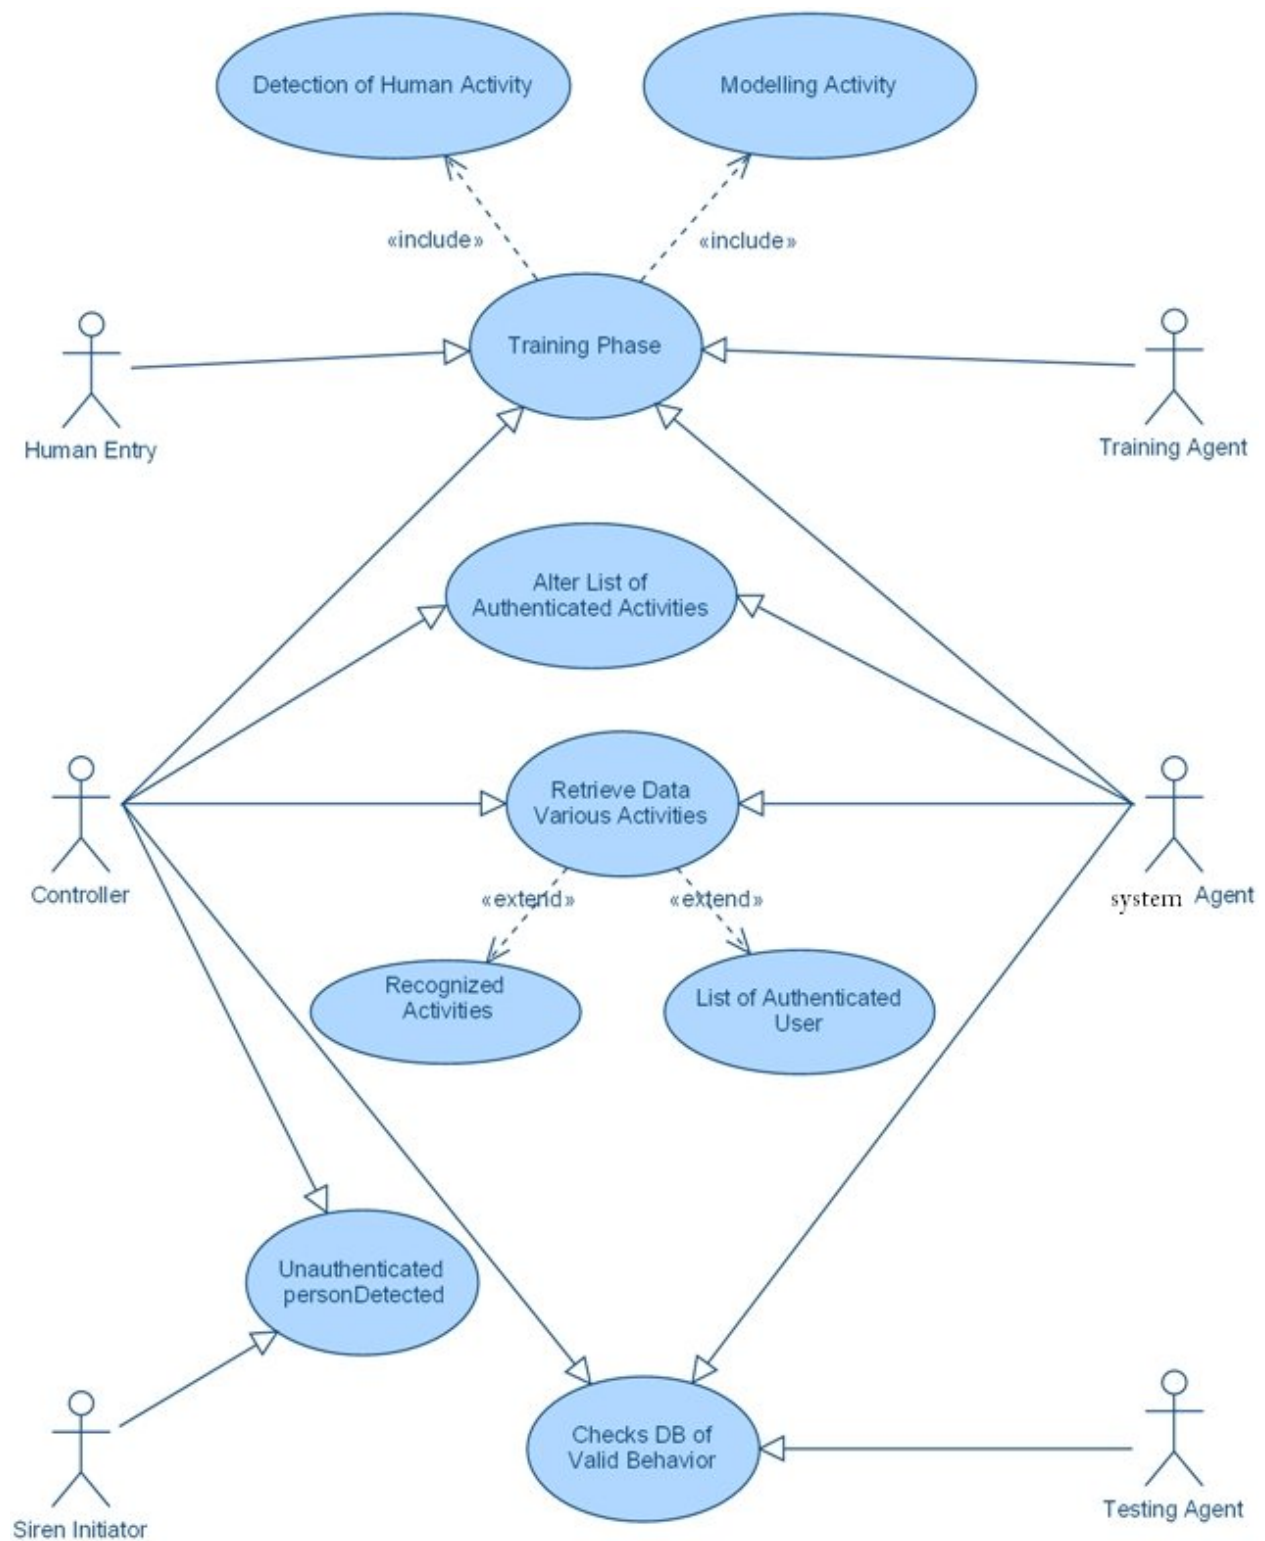 Detection of Human Activity
Modelling Activity
«include»
«include»
Training Phase
Human Entry
Training Agent
Alter List of
Authenticated Activities
Retrieve Data
Various Activities
Controller
system Agent
«extend»
«extend»
Recognized
Activities
List of Authenticated
User
Unauthenticated
personDetected
Checks DB of
Valid Behavior
Siren Initiator
Testing Agent